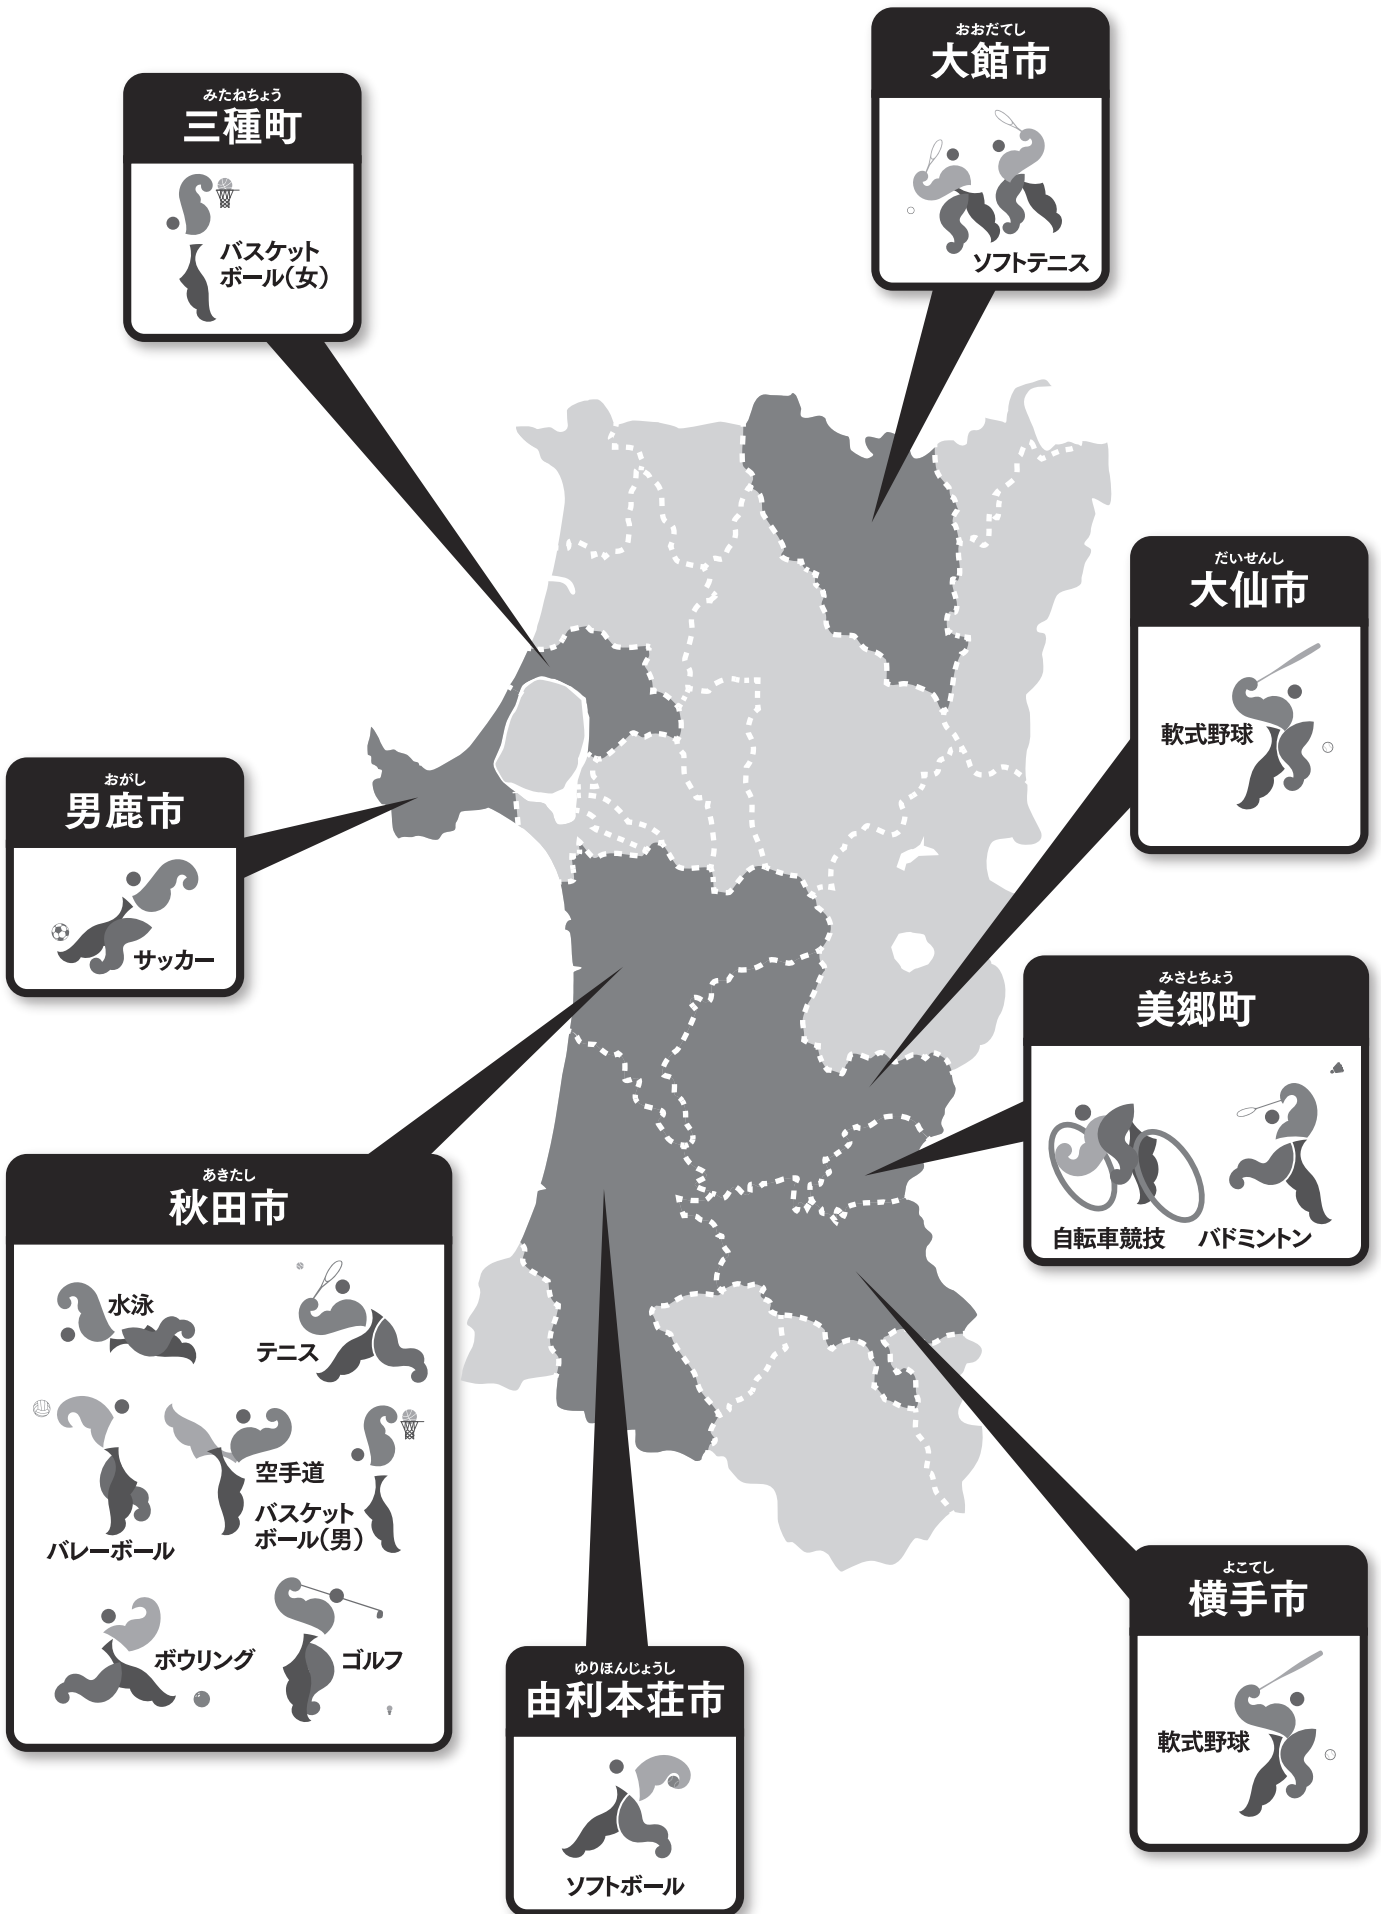 おおだてし
大館市
ソフトテニス
みたねちょう
三種町
バスケット
ボール(女)
だいせんし
大仙市
軟式野球
おがし
男鹿市
サッカー
みさとちょう
美郷町
自転車競技
バドミントン
あきたし
秋田市
水泳
テニス
バレーボール
空手道
バスケット
ボール(男)
ボウリング
ゴルフ
ゆりほんじょうし
由利本荘市
ソフトボール
よこてし
横手市
軟式野球